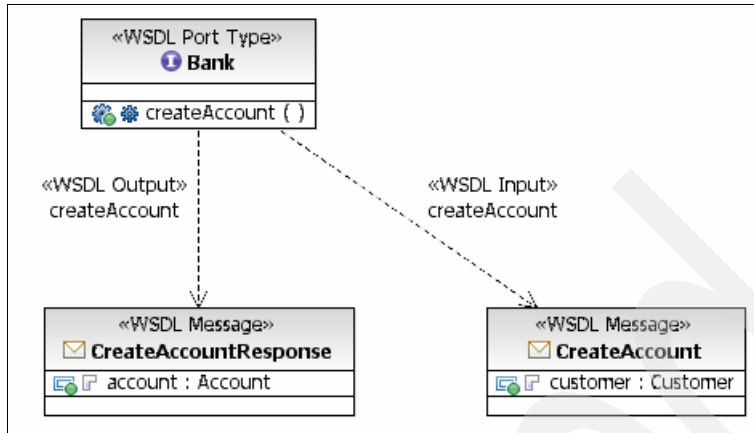 «WSDL Port Type»
Bank
createAccount ( )
«WSDL Output»
createAccount
«WSDL Input»
createAccount
«WSDL Message»
CreateAccountResponse
account : Account
«WSDL Message»
CreateAccount
customer : Customer